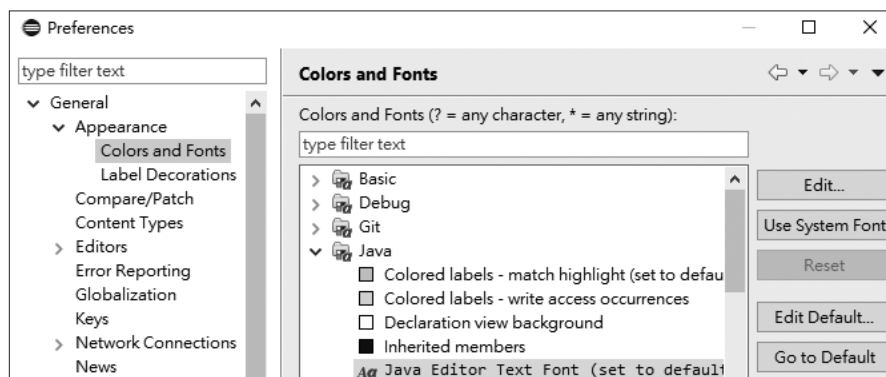 Preferences
type filter text
General
Appearance
Colors and Fonts
Label Decorations
Compare/Patch
Content Types
Editors
Error Reporting
Globalization
Keys
Network Connections
News
Colors and Fonts
Colors and Fonts (? = any character, * = any string):
type filter text
Basic
Debug
Git
Java
Colored labels - match highlight (set to defau
Colored labels - write access occurrences
Declaration view background
Inherited members
Aa Java Editor Text Font (set to default
Edit...
Use System Font
Reset
Edit Default...
Go to Default